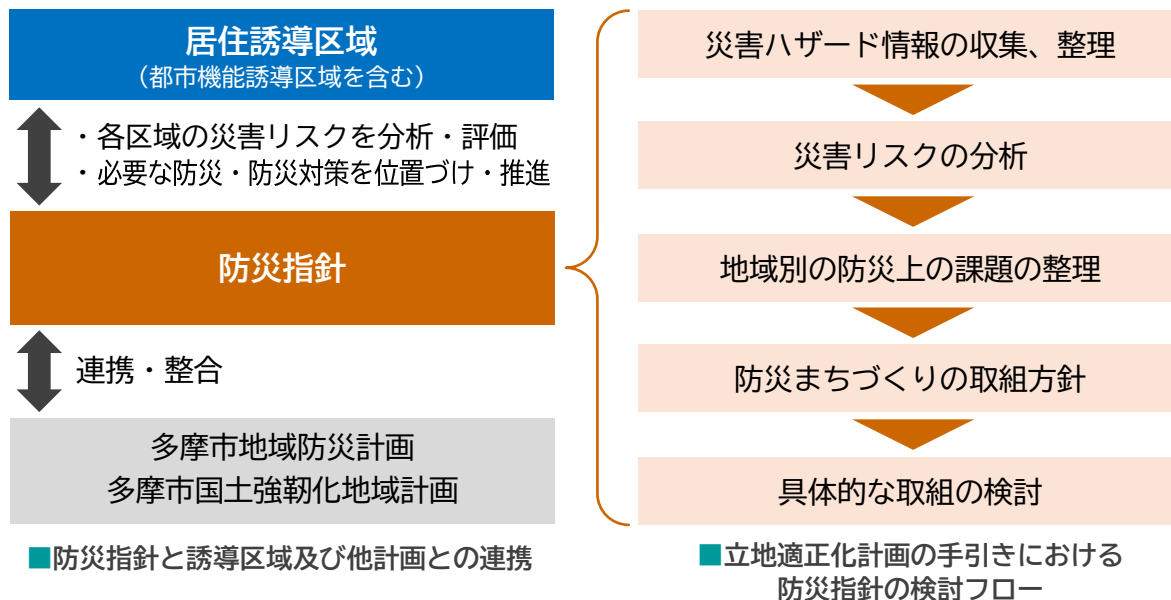 居住誘導区域
（都市機能誘導区域を含む）
・各区域の災害リスクを分析・評価
・必要な防災・防災対策を位置づけ・推進
防災指針
連携・整合
多摩市地域防災計画
多摩市国土強靱化地域計画
■防災指針と誘導区域及び他計画との連携
災害ハザード情報の収集、整理
災害リスクの分析
地域別の防災上の課題の整理
防災まちづくりの取組方針
具体的な取組の検討
■立地適正化計画の手引きにおける
防災指針の検討フロー